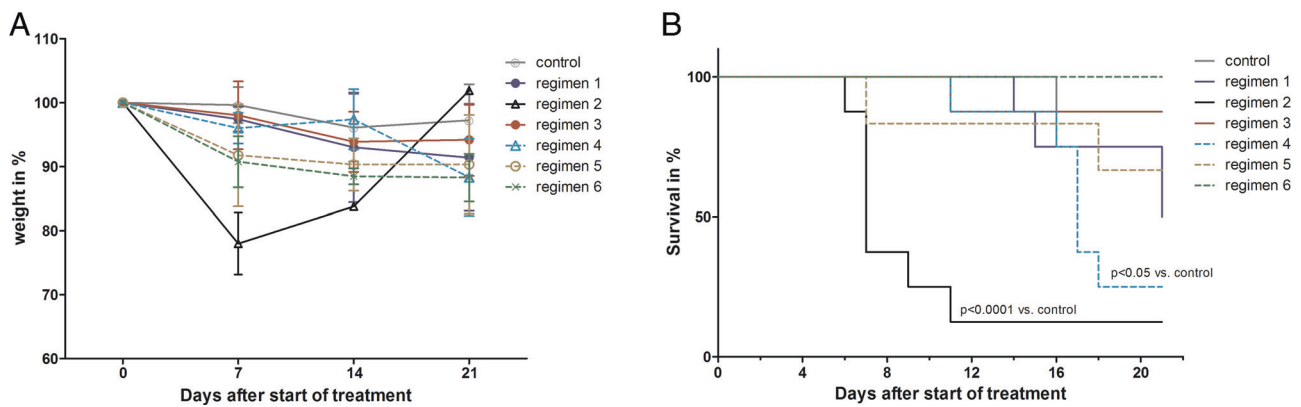 A
110
100
90
80
70
60
weight in %
0 7 14 21
Days after start of treatment
control
regimen 1
regimen 2
regimen 3
regimen 4
regimen 5
regimen 6
B
100
50
0
Survival in %
0 4 8 12 16 20
Days after start of treatment
p<0.05 vs. control
p<0.0001 vs. control
control
regimen 1
regimen 2
regimen 3
regimen 4
regimen 5
regimen 6